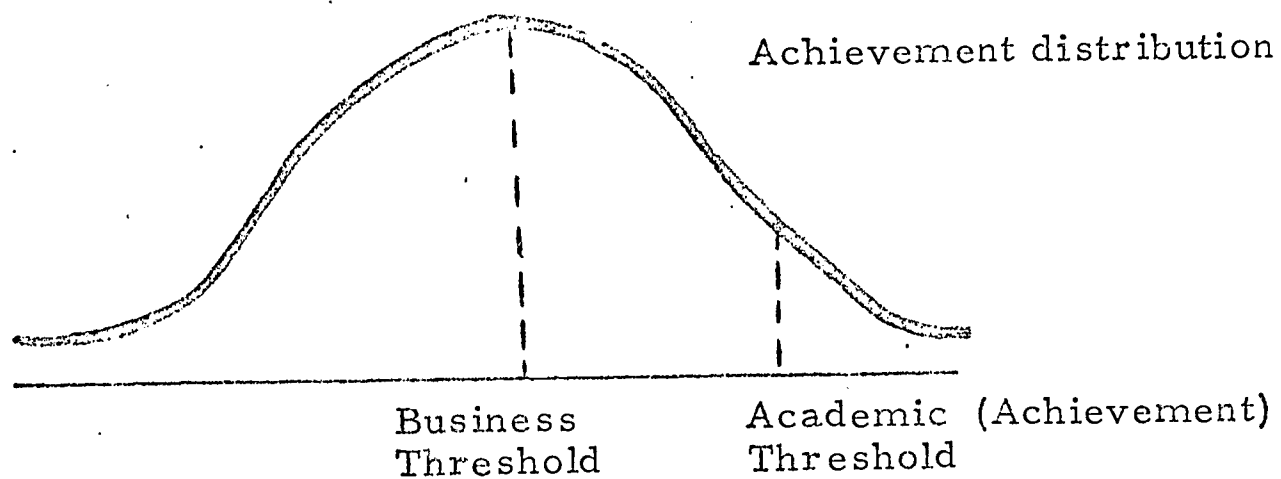 Achievement distribution
Business
Threshold
Academic (Achievement)
Threshold